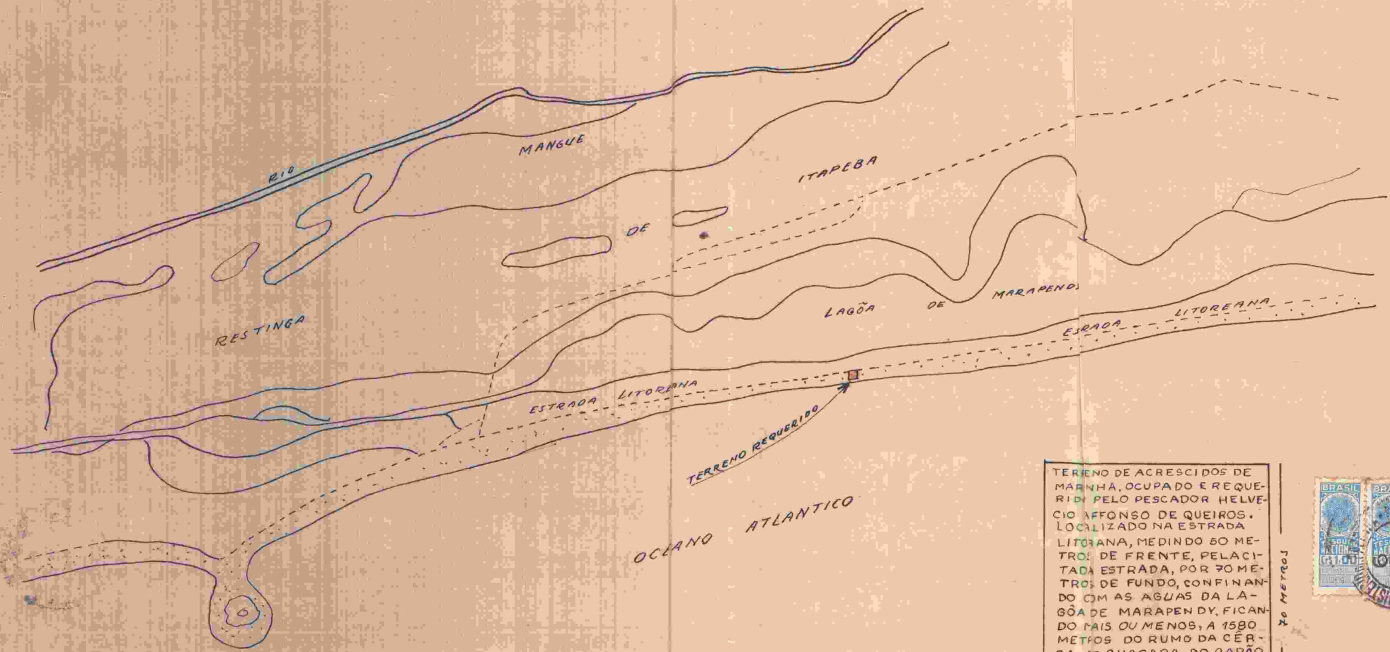 RIO
MANGUE
ITAPEBA
DE
RESTINGA
LAGÔA DE MARAPENDI
ESTRADA LITORIANA
ESRADA LITOREANA
TERRENO REQUERIDO
OCEANO ATLANTICO
TERRENO DE ACRESCIDOS DE
MARINHA, OCUPADO E REQUE-
RIDO PELO PESCADOR HELVE-
CIO AFFONSO DE QUEIROS.
LOCALIZADO NA ESTRADA
LITORIANA, MEDINDO 50 ME-
TROS DE FRENTE, PELA CI-
TADA ESTRADA, POR 70 ME-
TROS DE FUNDO, CONFINAN-
DO COM AS AGUAS DA LA-
GÔA DE MARAPENDY, FICAN-
DO MAIS OU MENOS, A 1580
METROS DO RUMO DA CÊR-
70 METROS
BRASIL